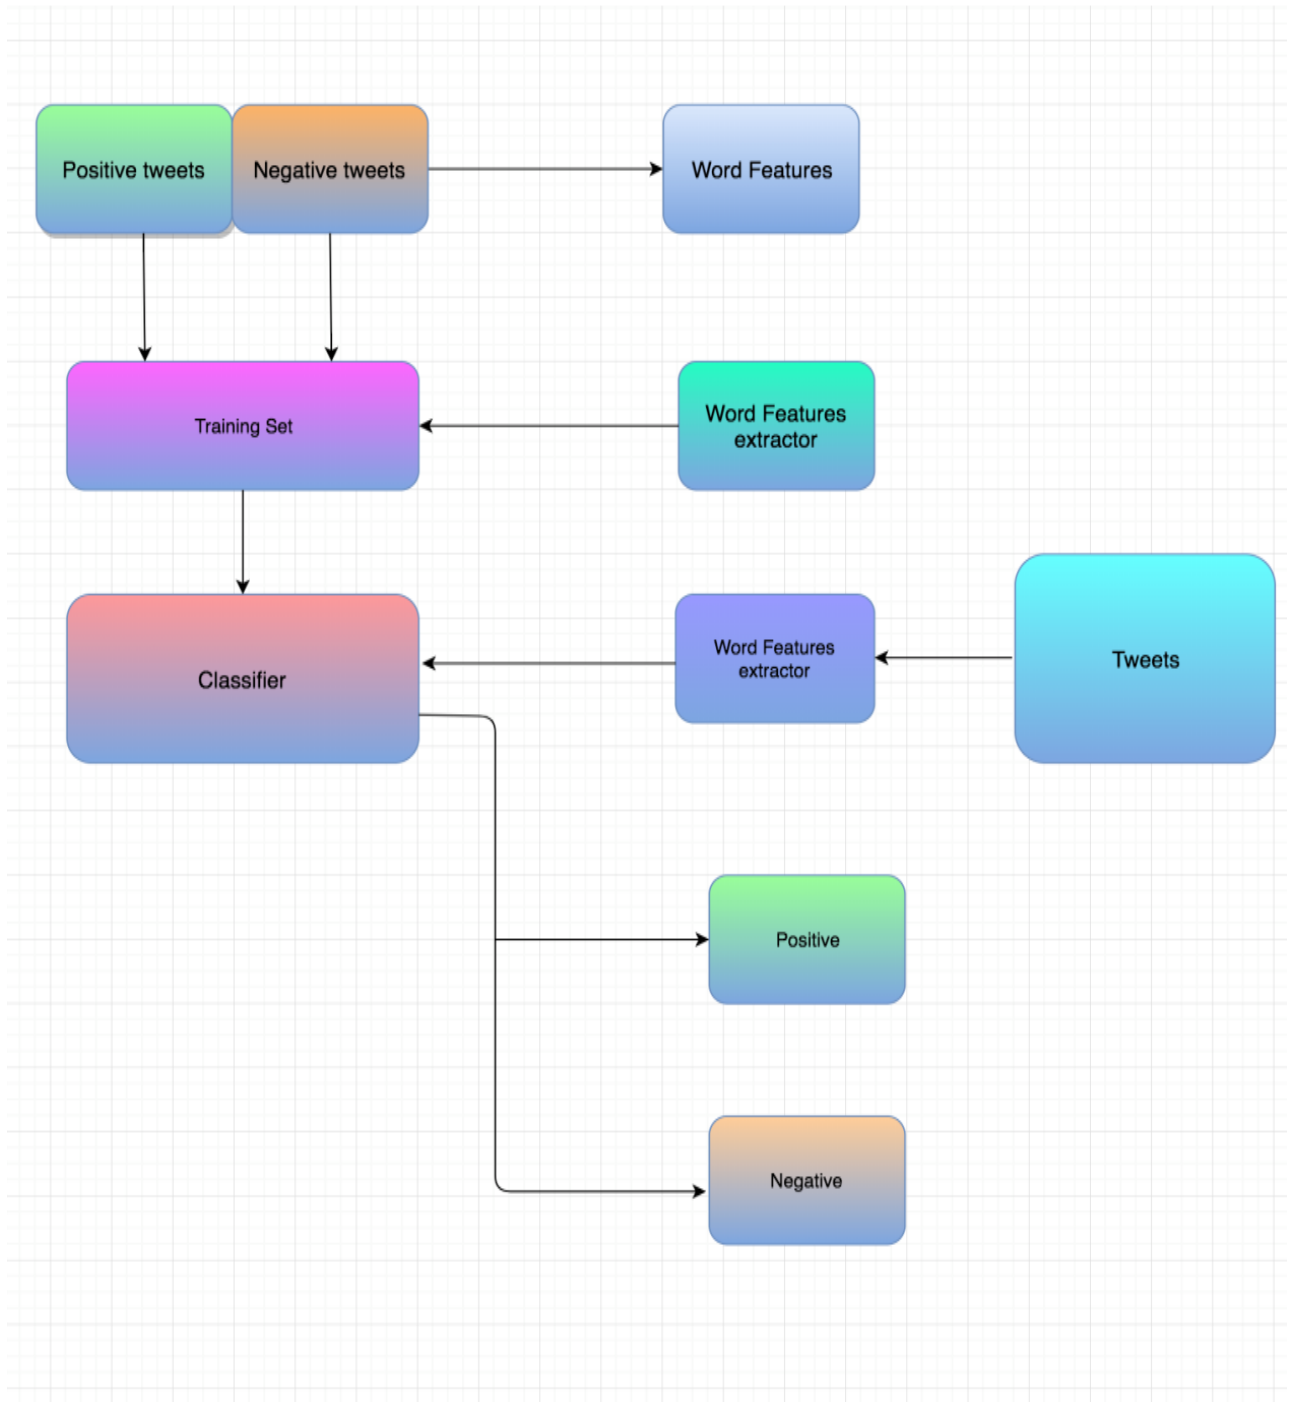 Positive tweets
Negative tweets
Word Features
Training Set
Word Features
extractor
Classifier
Word Features
extractor
Tweets
Positive
Negative